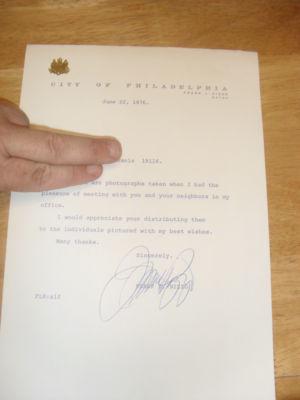 CITY OF PHILADELPHIA
FRANK L. RIZZO
MAYOR
June 22, 1976.
19124.
are photographs taken when I had the
pleasure of meeting with you and your neighbors in my
office.
I would appreciate your distributing them
to the individuals pictured with my best wishes.
Many thanks.
Sincerely,
FRANK L. RIZZO
FLR:alf